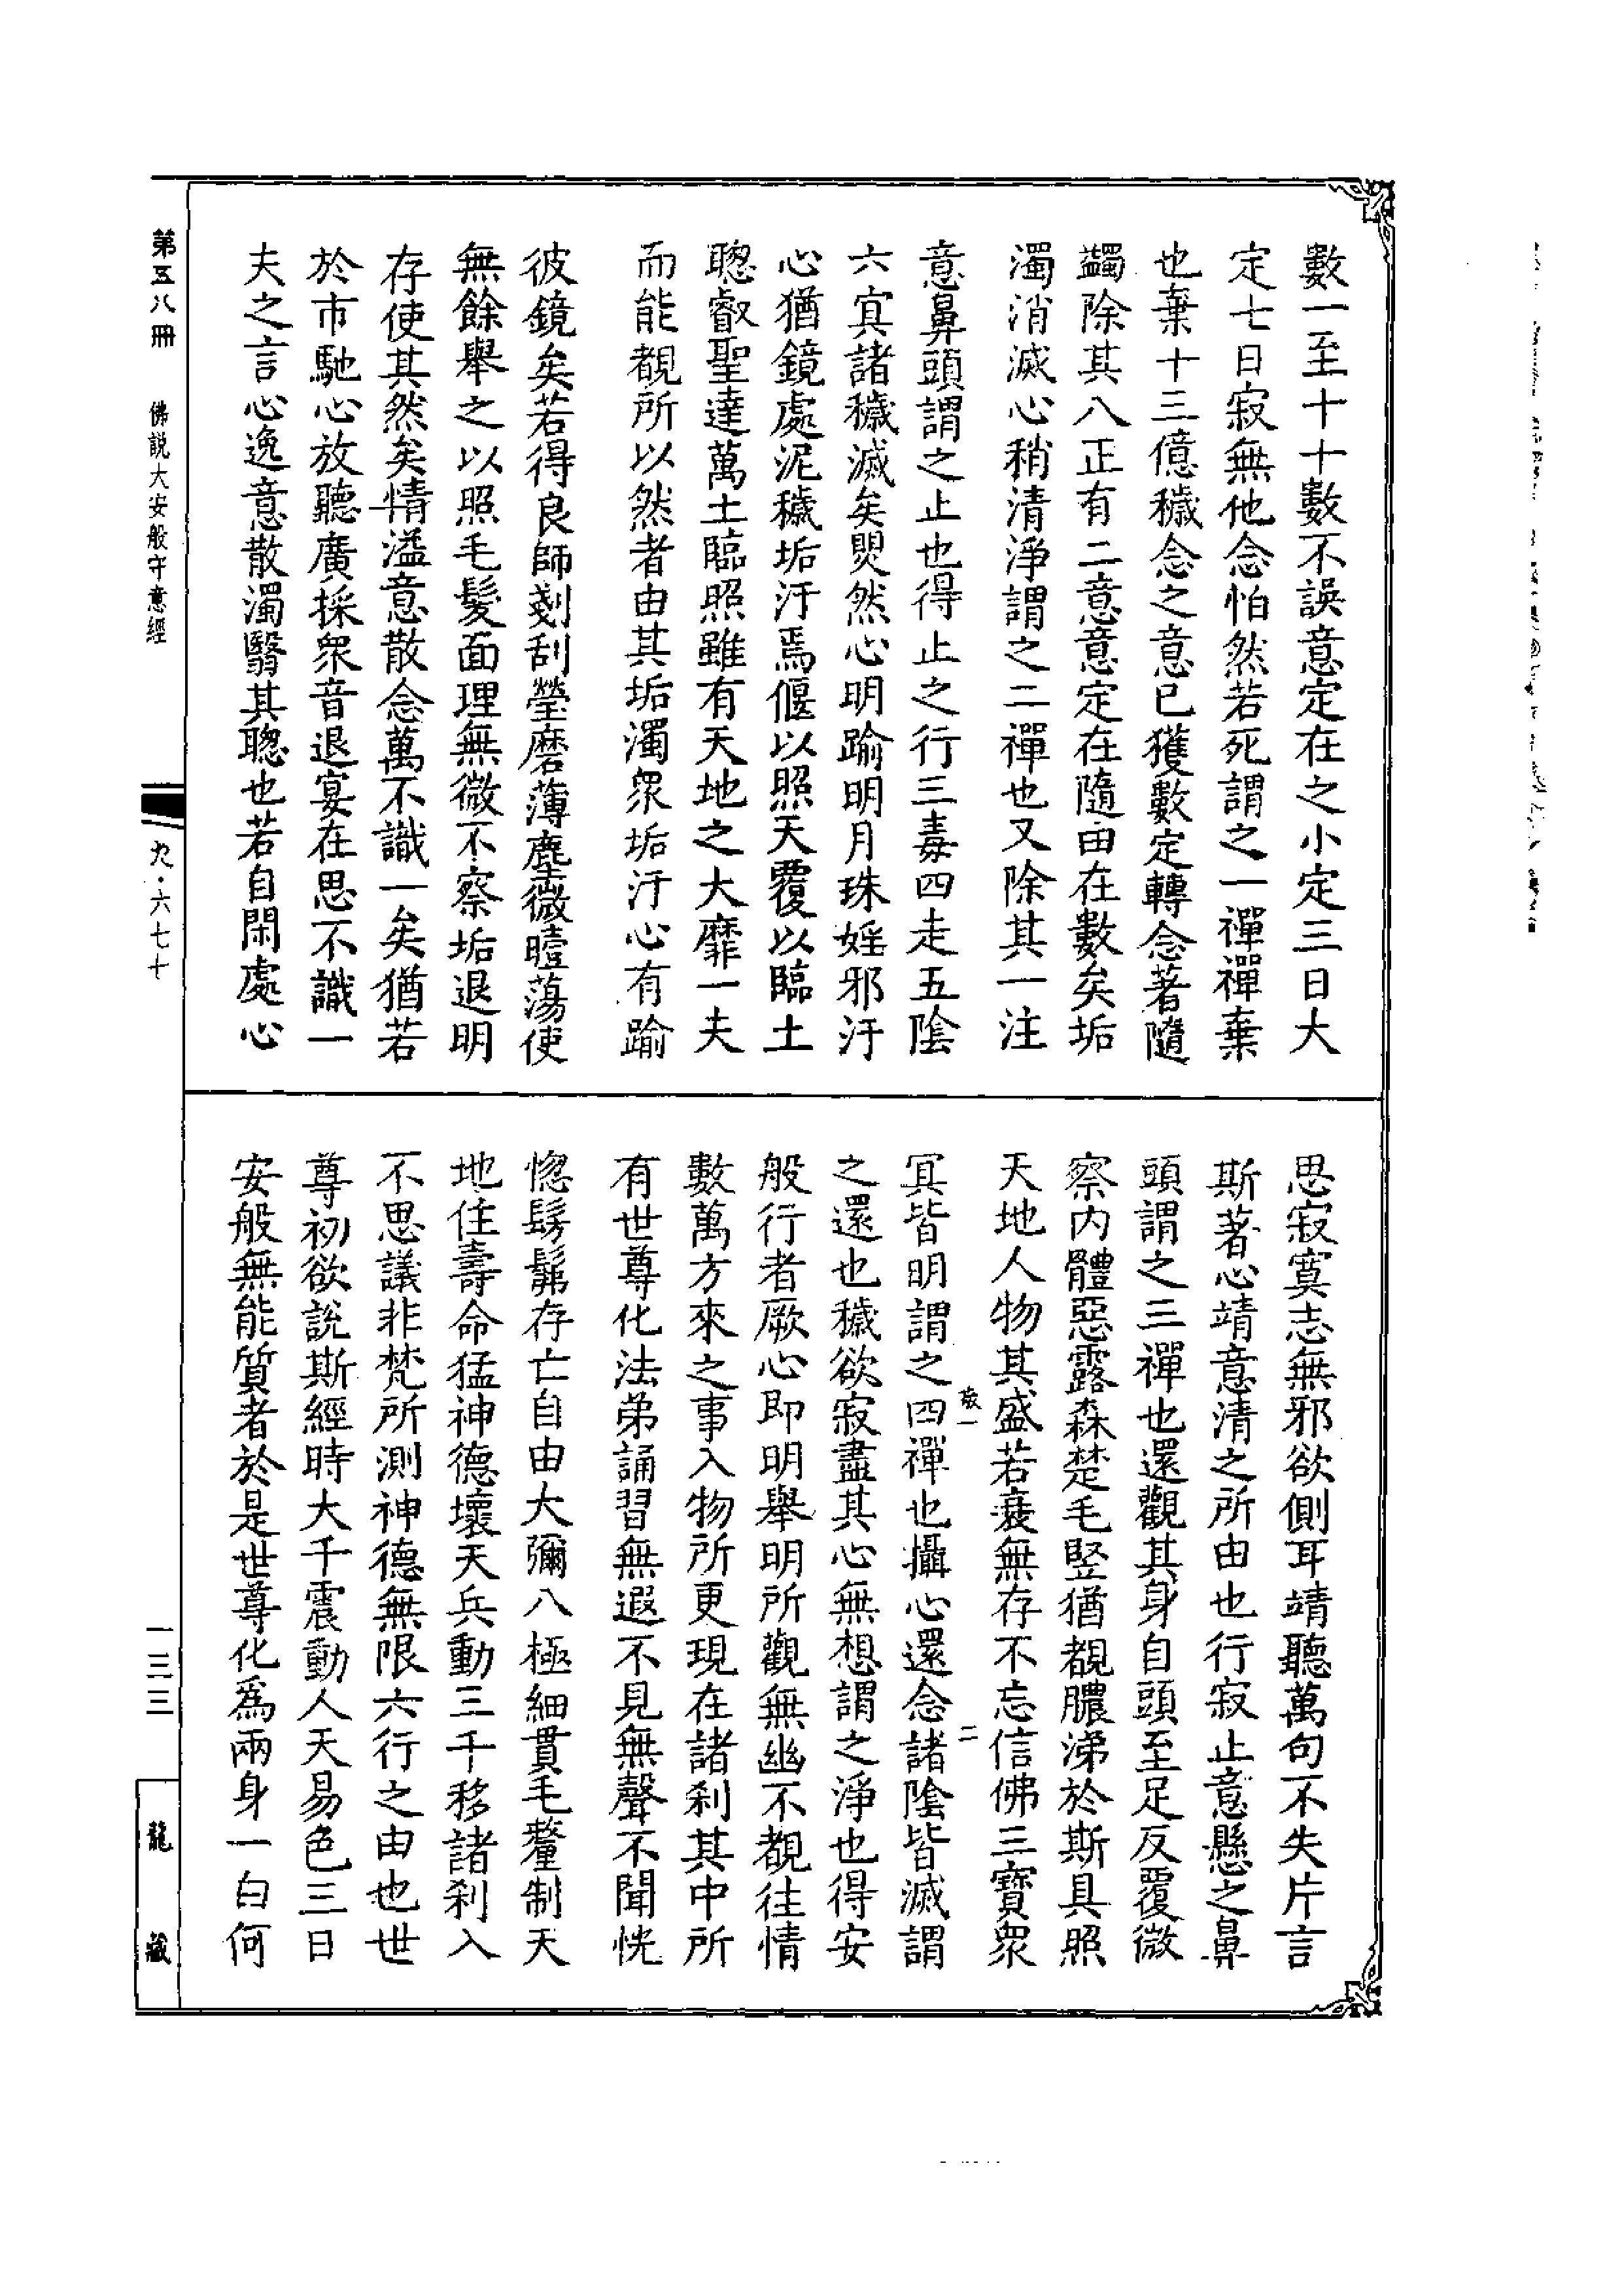 數一至十十數不誤意定在之小定三日大
定七日寂無他念怕然若死謂之一禪禪棄
也棄十三億穢念之意已獲數定轉念著隨
蠲除其八正有二意意定在隨由在數矣垢
濁消滅心稍清淨謂之二禪也又除其一注
意鼻頭謂之止也得止之行三毒四走五陰
六冥諸穢滅矣煚然心明踰明月珠婬邪汙
心猶鏡處泥穢垢汙焉偃以照天覆以臨土
聰叡聖達萬土臨照雖有天地之大靡一夫
而能覩所以然者由其垢濁眾垢汙心有踰
彼鏡矣若得良師剗刮瑩磨薄塵微曀蕩使
無餘舉之以照毛髮面理無微不察垢退明
存使其然矣情溢意散念萬不識一矣猶若
於市馳心放聽廣採眾音退宴在思不識一
夫之言心逸意散濁翳其聰也若自閑處心
思寂寞志無邪欲側耳靖聽萬句不失片言
斯著心靖意清之所由也行寂止意懸之鼻
頭謂之三禪也還觀其身自頭至足反覆微
察內體惡露森楚毛竪猶覩膿涕於斯具照
天地人物其盛若衰無存不忘信佛三寶眾
冥皆明謂之四禪也攝心還念諸陰皆滅謂
之還也穢欲寂盡其心無想謂之淨也得安
般行者厥心即明舉明所觀無幽不覩往情
數萬方來之事入物所更現在諸刹其中所
有世尊化法弟誦習無遐不見無聲不聞恍
惚髣髴存亡自由大彌八極細貫毛釐制天
地住壽命猛神德壞天兵動三千移諸刹入
不思議非梵所測神德無限六行之由也世
尊初欲說斯經時大千震動人天易色三日
安般無能質者於是世尊化為兩身一白何
第五八冊 佛說大安般守意經
九·六七七
一三三
龍藏
二